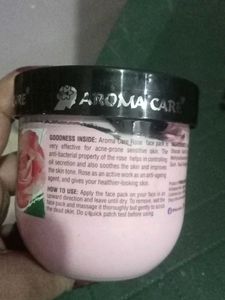 AROMA CARE
GOODNESS INSIDE: Aroma Care Rose face pack is
very effective for acne-prone sensitive skin. The
anti-bacterial property of the rose helps in controlling
oil secretion and also soothes the skin and improves
the skin tone. Rose as an active work as an anti-ageing
agent, and gives your healthier-looking skin.
HOW TO USE: Apply the face pack on your face in an
upward direction and leave until dry. To remove, wet the
face pack and massage it thoroughly but gently to scrub
the dead skin. Do a quick patch test before using